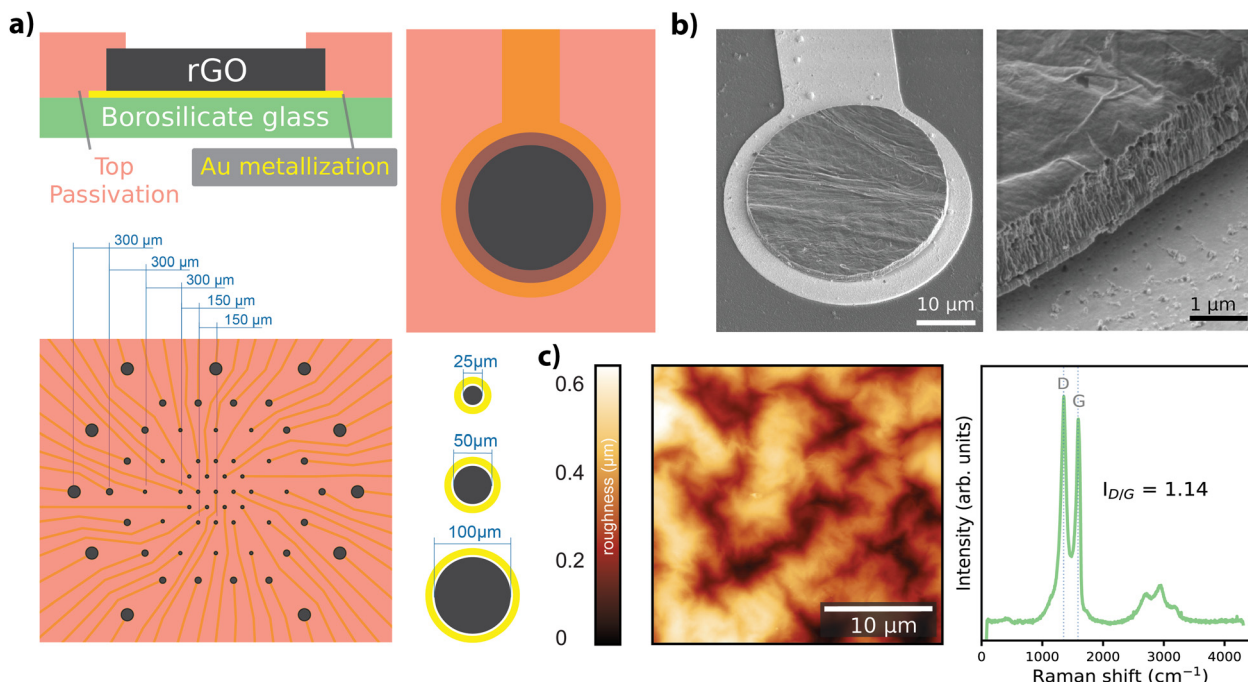 a)
rGO
Borosilicate glass
Top
Passivation
Au metallization
300 µm
300 µm
300 µm
150 µm
150 µm
25µm
50µm
100µm
b)
10 µm
1 µm
c)
0.6
0.4
0.2
0
roughness (µm)
10 µm
D
G
I_{D/G} = 1.14
Intensity (arb. units)
0 1000 2000 3000 4000
Raman shift (cm⁻¹)